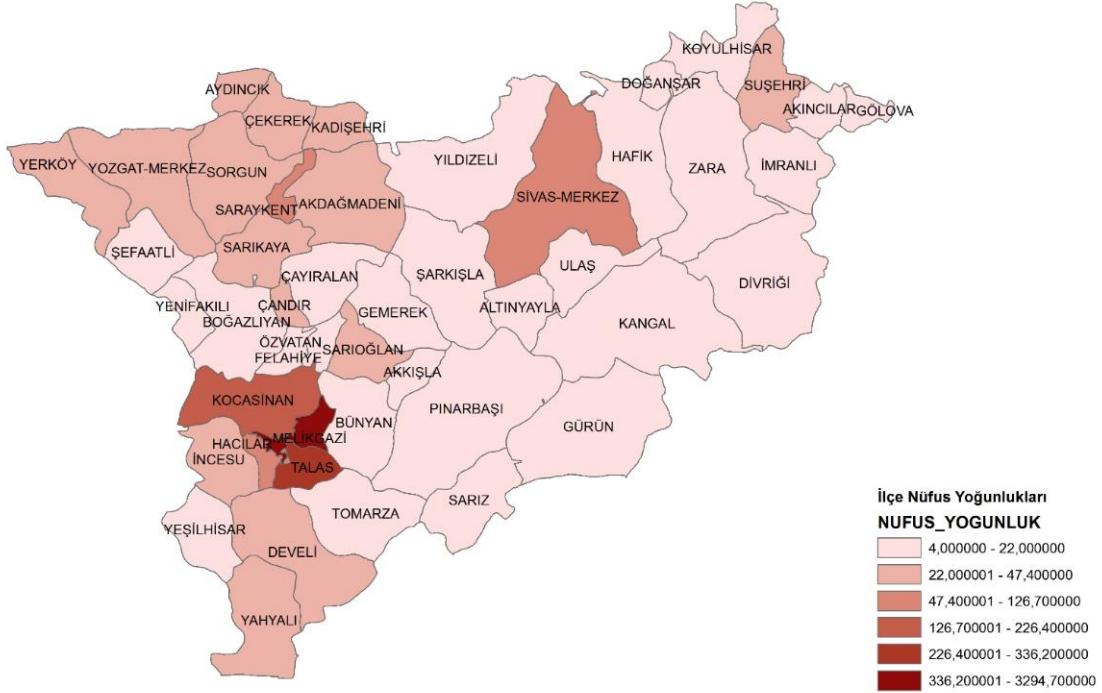 KOYULHİSAR
DOĞANŞAR
SUŞEHRİ
AKINCILAR
GÖLOVA
AYDINCIK
ÇEKEREK
KADIŞEHRİ
YERKÖY
YOZGAT-MERKEZ
SORGUN
YILDIZELİ
HAFİK
ZARA
İMRANLI
SARAYKENT
AKDAĞMADENİ
SİVAS-MERKEZ
ŞEFAATLİ
SARIKAYA
ÇAYIRALAN
ŞARKIŞLA
ULAŞ
DİVRİĞİ
YENİFAKILI
ÇANDIR
BOĞAZLIYAN
GEMEREK
ALTINYAYLA
KANGAL
ÖZVATAN
FELAHİYE
SARIOĞLAN
AKKIŞLA
KOCASİNAN
PINARBAŞI
BÜNYAN
GÜRÜN
HACILAR
MELİKGAZİ
İNCESU
TALAS
SARIZ
TOMARZA
YEŞİLHİSAR
DEVELİ
YAHYALI
İlçe Nüfus Yoğunlukları
NUFUS_YOGUNLUK
4,000000 - 22,000000
22,000001 - 47,400000
47,400001 - 126,700000
126,700001 - 226,400000
226,400001 - 336,200000
336,200001 - 3294,700000